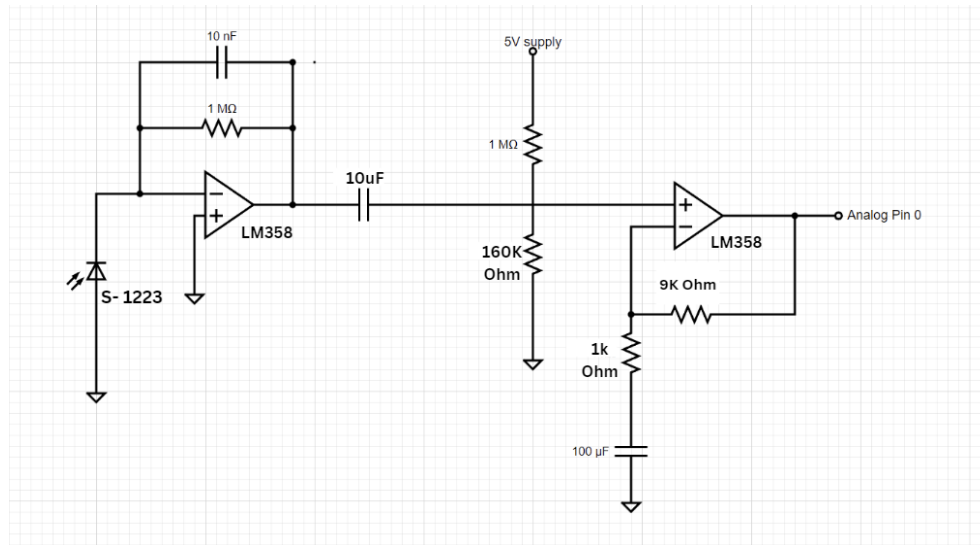 10 nF
5V supply
1 MΩ
1 MΩ
10uF
LM358
160K
Ohm
Analog Pin 0
LM358
S- 1223
9K Ohm
1k
Ohm
100 µF